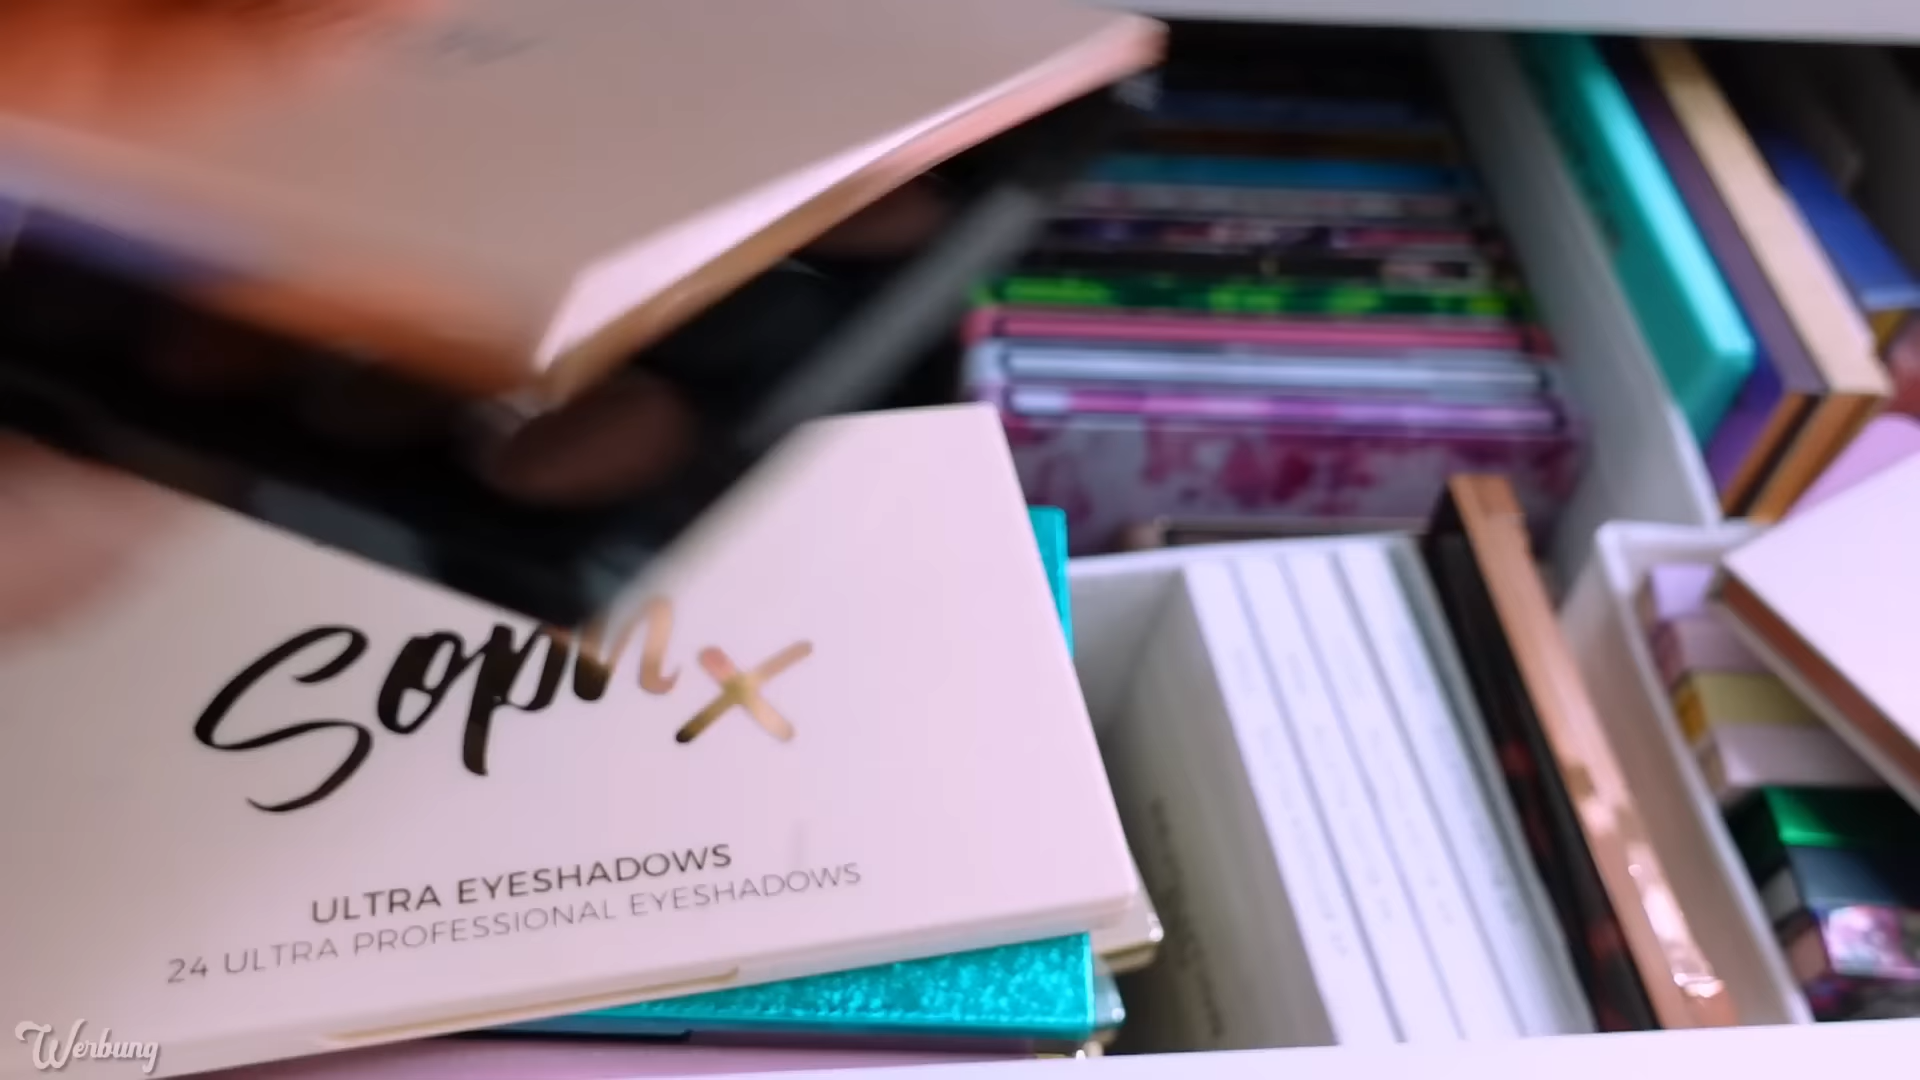 Soph X
ULTRA EYESHADOWS
24 ULTRA PROFESSIONAL EYESHADOWS
Werbung